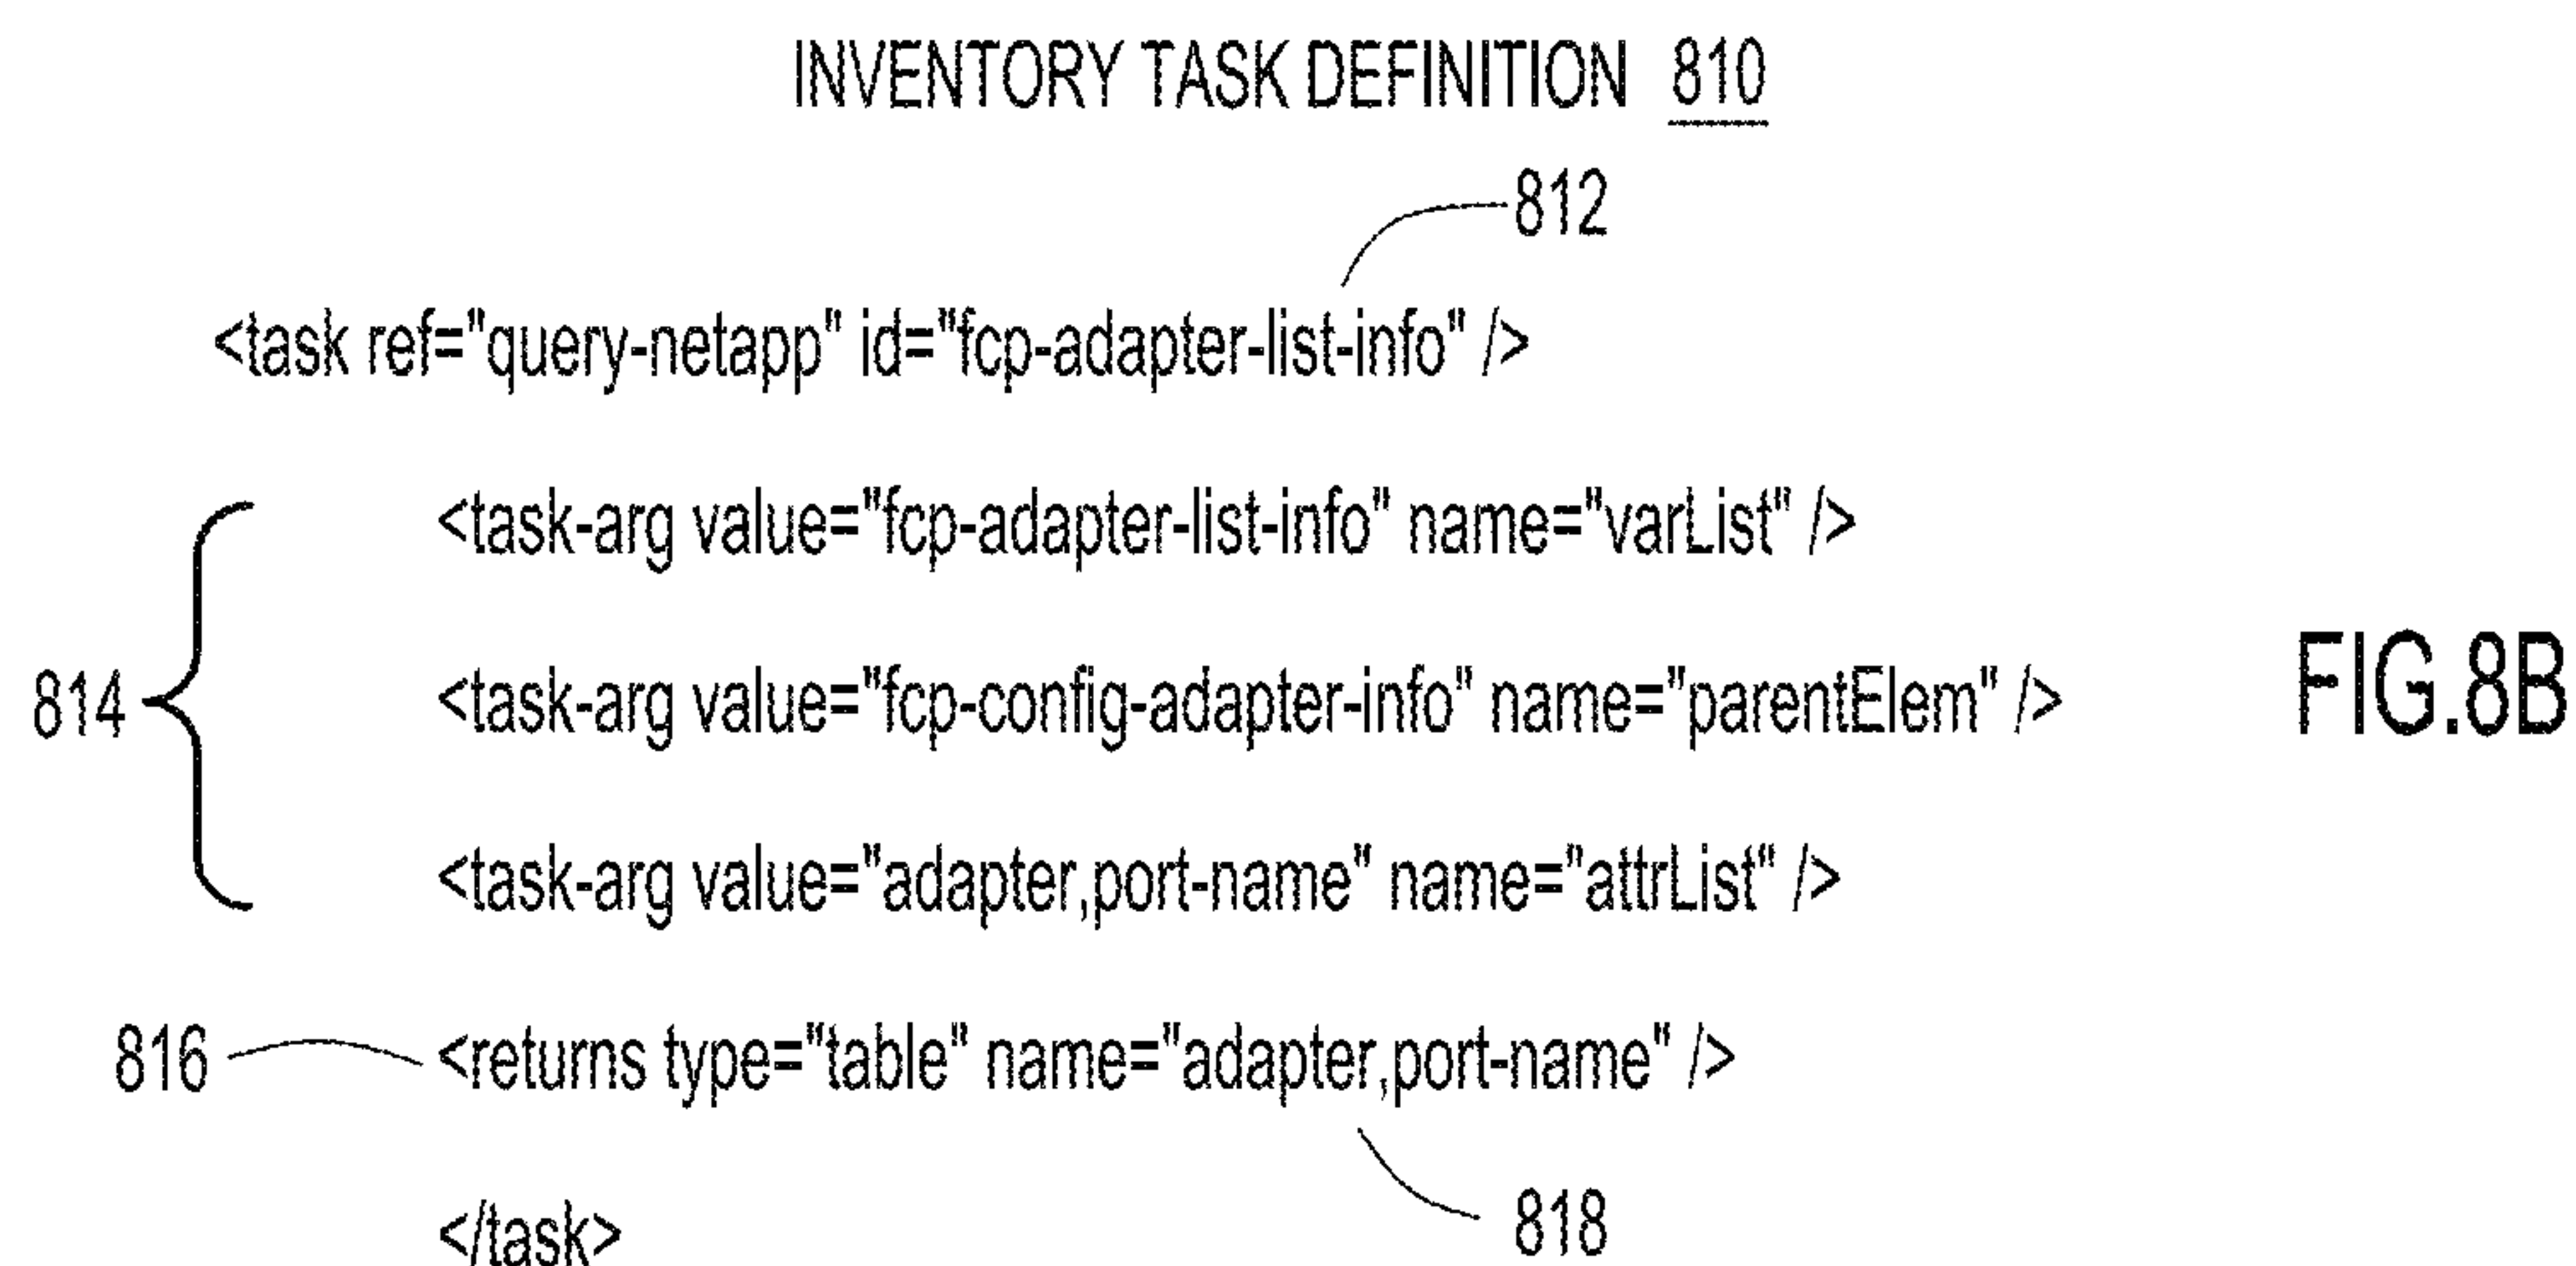 INVENTORY TASK DEFINITION 810
812
<task ref="query-netapp" id="fcp-adapter-list-info" />
<task-arg value="fcp-adapter-list-info" name="varList" />
814 <task-arg value="fcp-config-adapter-info" name="parentElem" />
FIG.8B
<task-arg value="adapter,port-name" name="attrList" />
816 <returns type="table" name="adapter,port-name" />
818
</task>